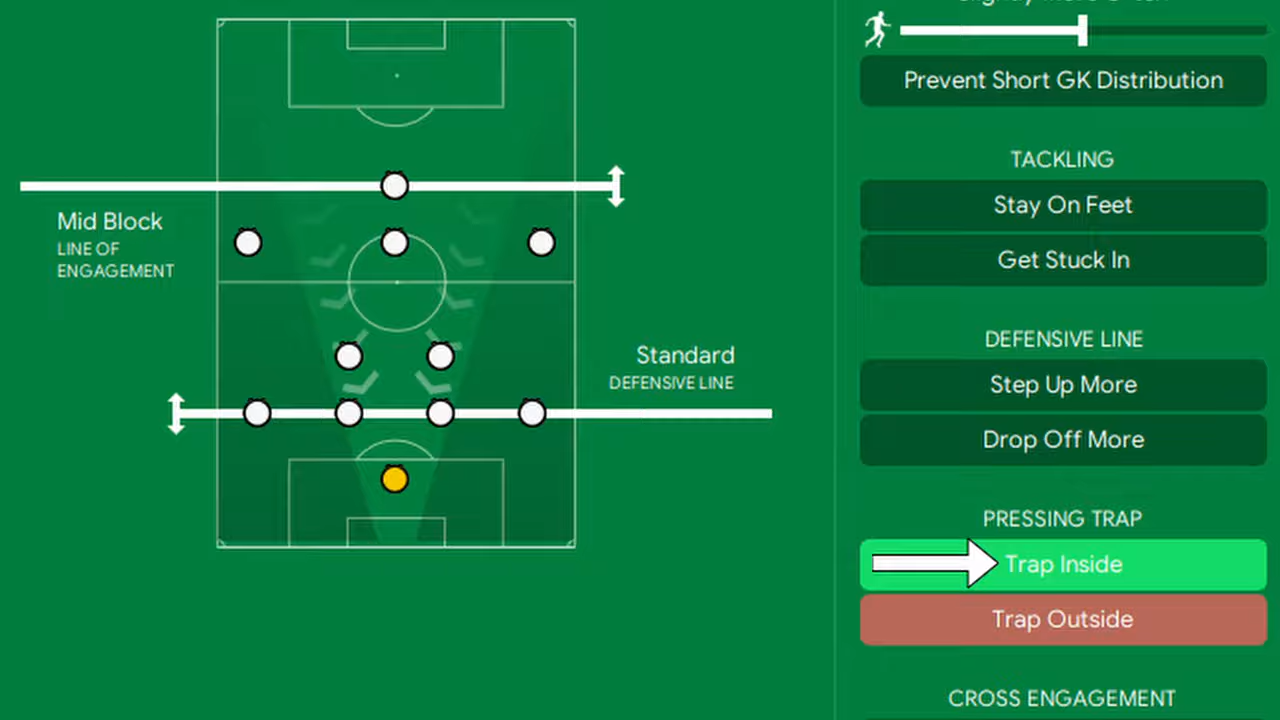 Prevent Short GK Distribution
TACKLING
Stay On Feet
Get Stuck In
Mid Block
LINE OF
ENGAGEMENT
Standard
DEFENSIVE LINE
DEFENSIVE LINE
Step Up More
Drop Off More
PRESSING TRAP
Trap Inside
Trap Outside
CROSS ENGAGEMENT